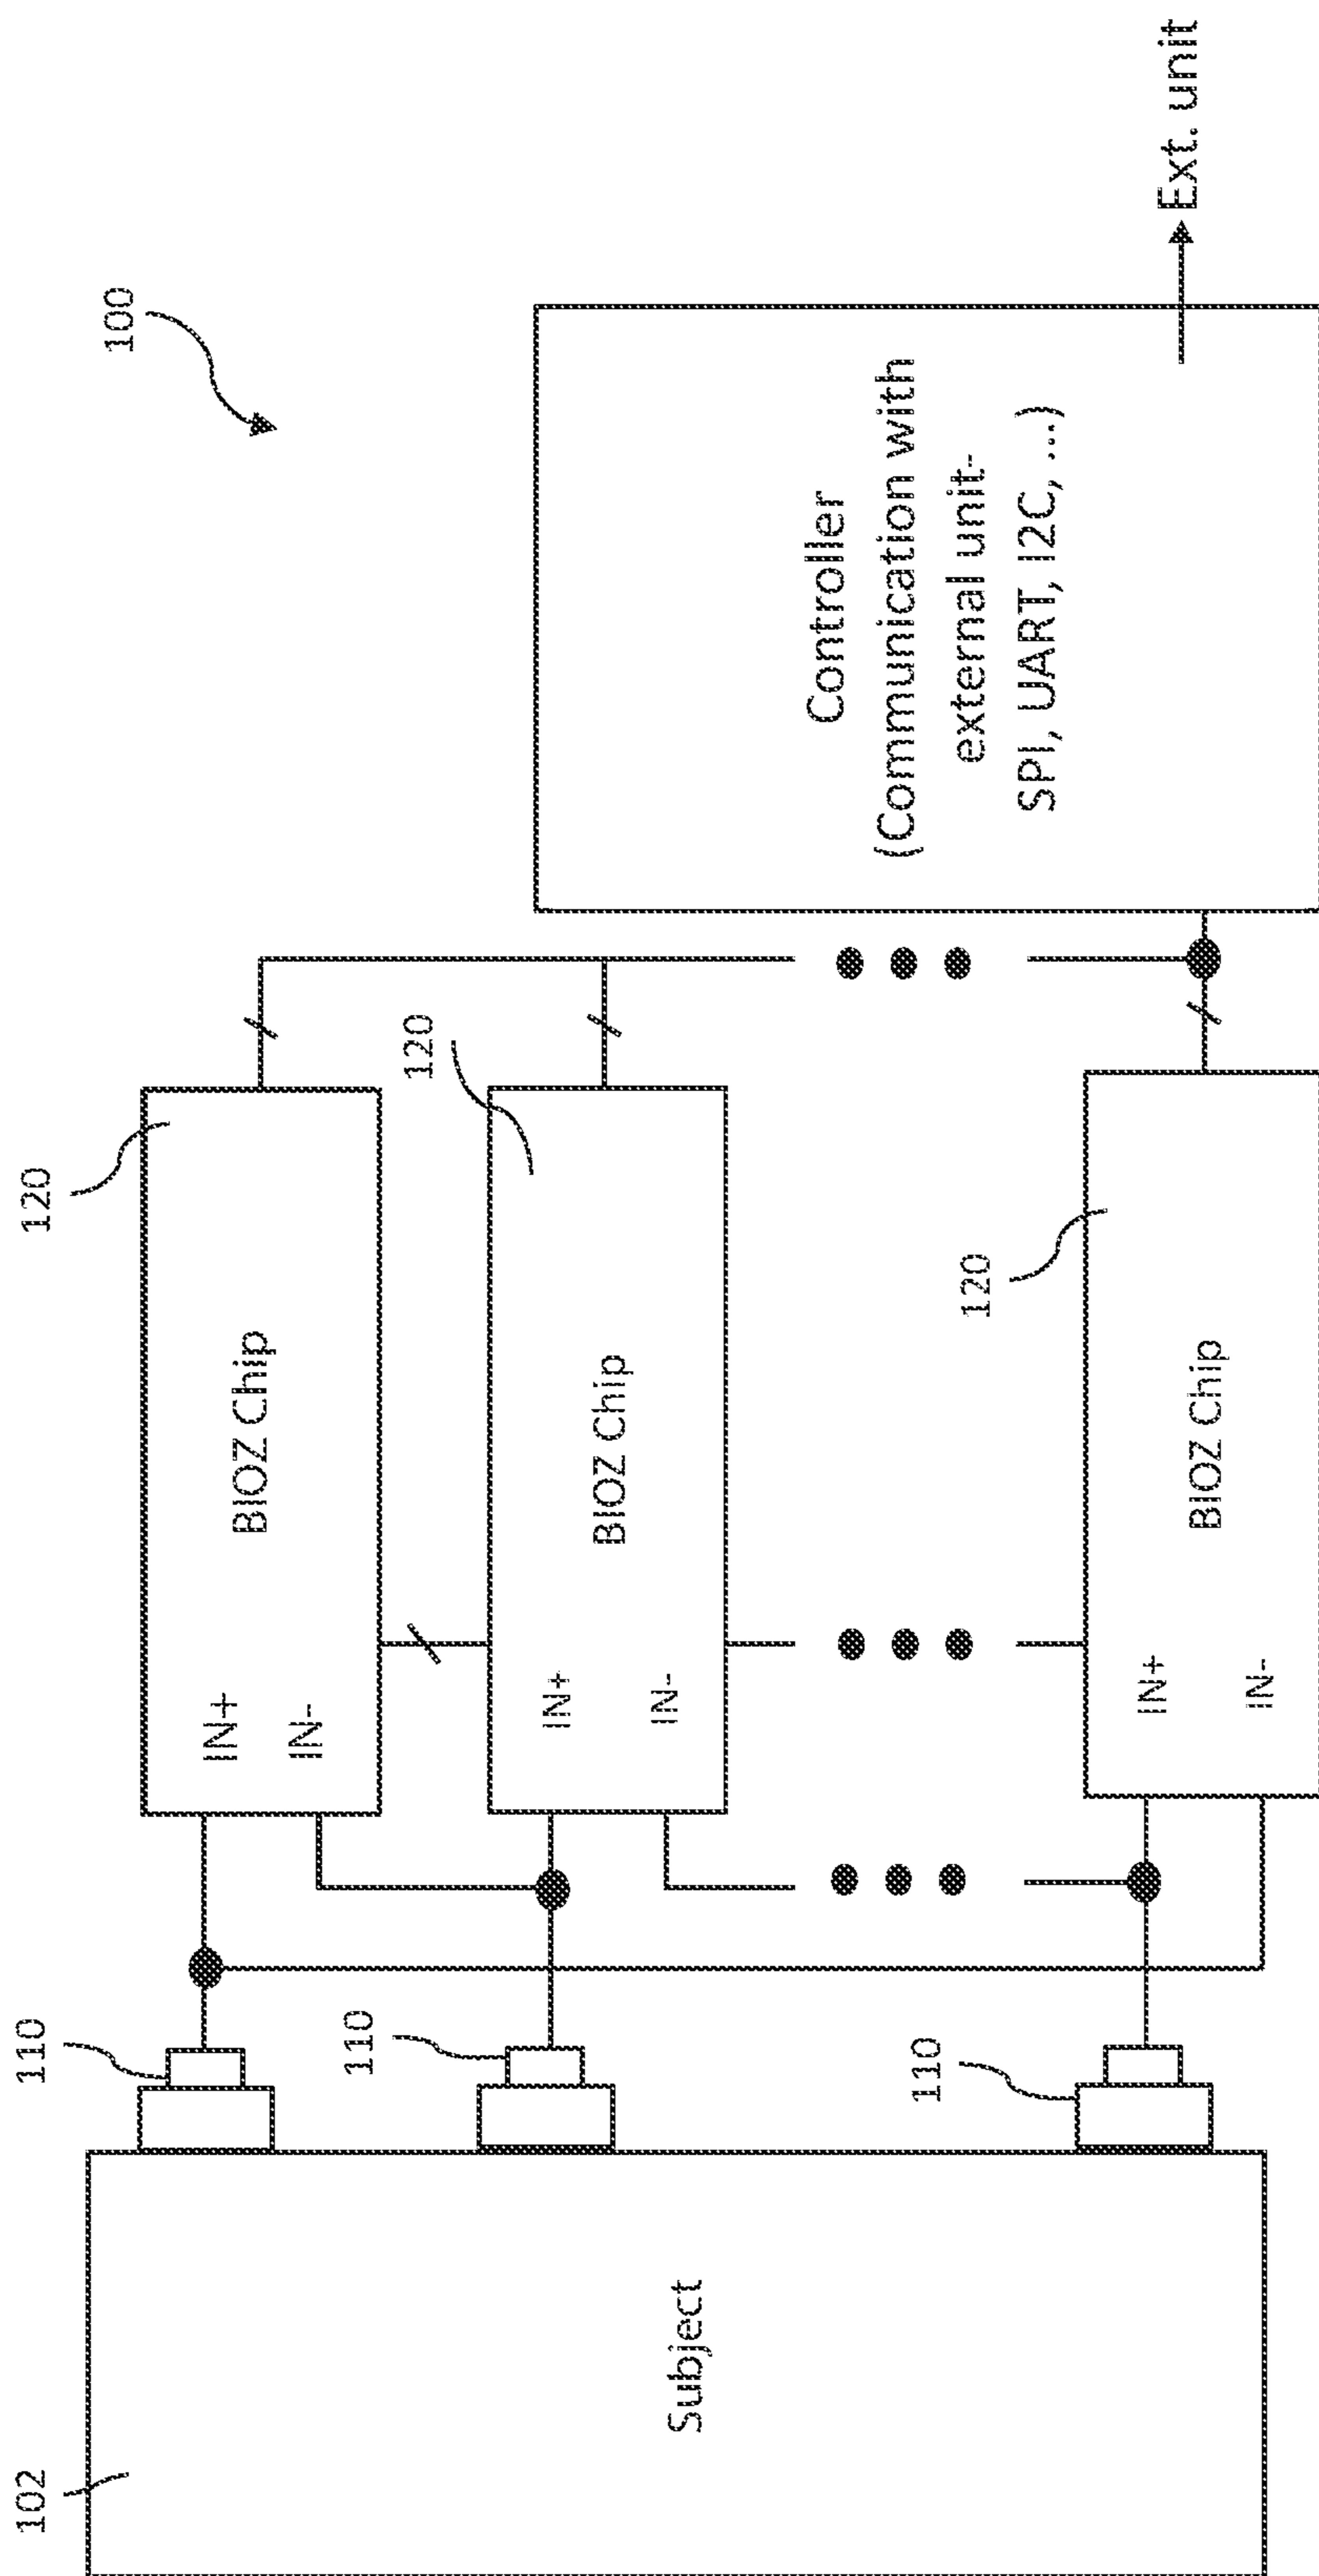 100
102
Subject
110
110
110
120
IN+
IN-
BIOZ Chip
120
IN+
IN-
BIOZ Chip
120
IN+
IN-
BIOZ Chip
Controller
(Communication with
external unit-
SPI, UART, I2C, ...)
Ext. unit